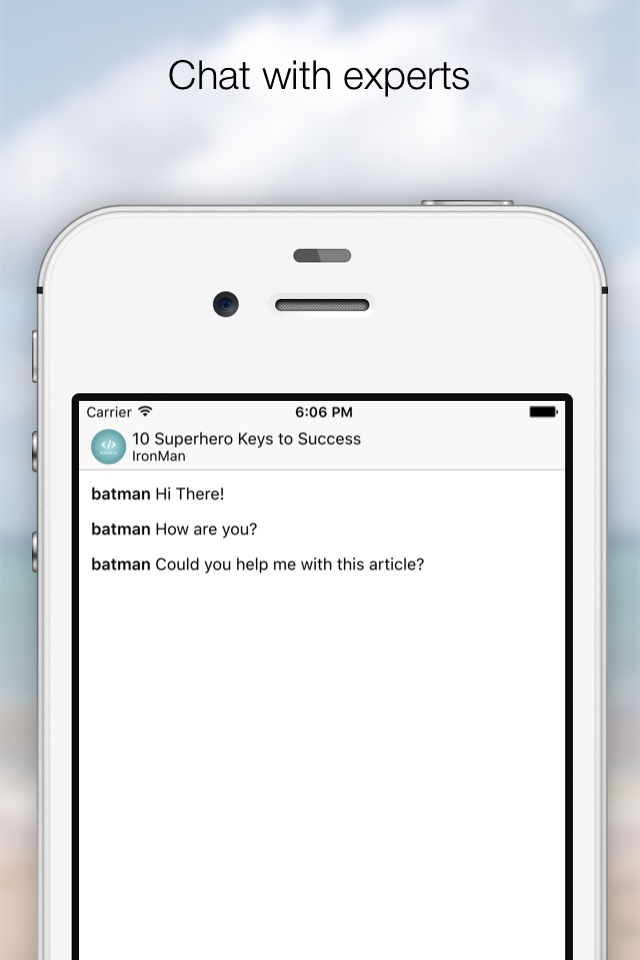 Chat with experts
Carrier 6:06 PM
10 Superhero Keys to Success
IronMan
batman Hi There!
batman How are you?
batman Could you help me with this article?